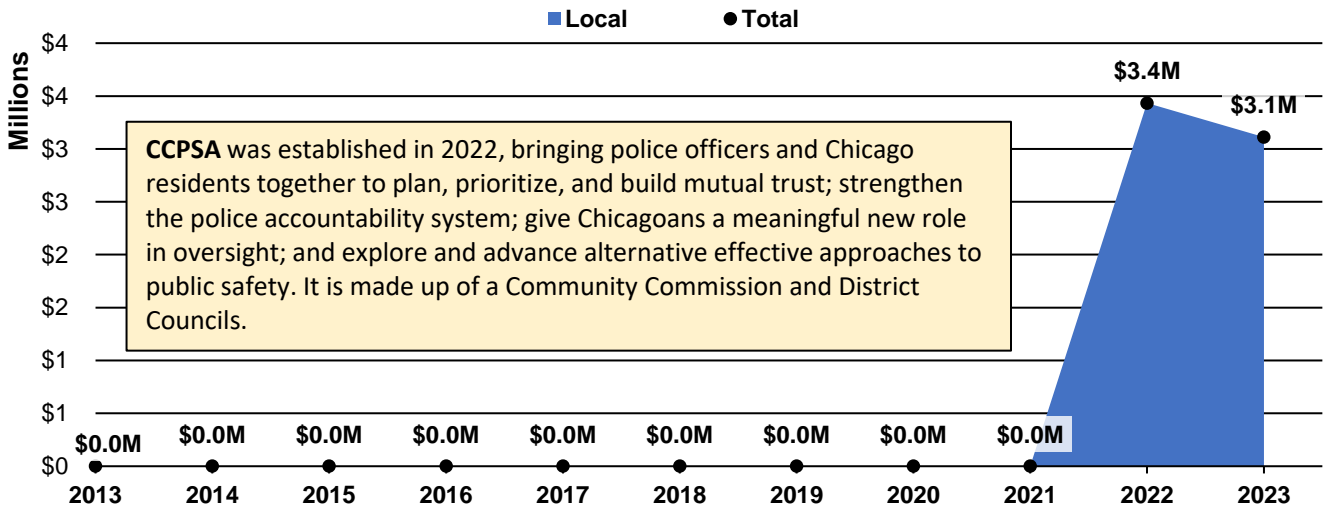 Local Total
Millions
$4
$4
$3
$3
$2
$2
$1
$1
$0
$3.4M
$3.1M
CCPSA was established in 2022, bringing police officers and Chicago
residents together to plan, prioritize, and build mutual trust; strengthen
the police accountability system; give Chicagoans a meaningful new role
in oversight; and explore and advance alternative effective approaches to
public safety. It is made up of a Community Commission and District
Councils.
$0.0M $0.0M $0.0M $0.0M $0.0M $0.0M $0.0M $0.0M $0.0M
2013 2014 2015 2016 2017 2018 2019 2020 2021 2022 2023